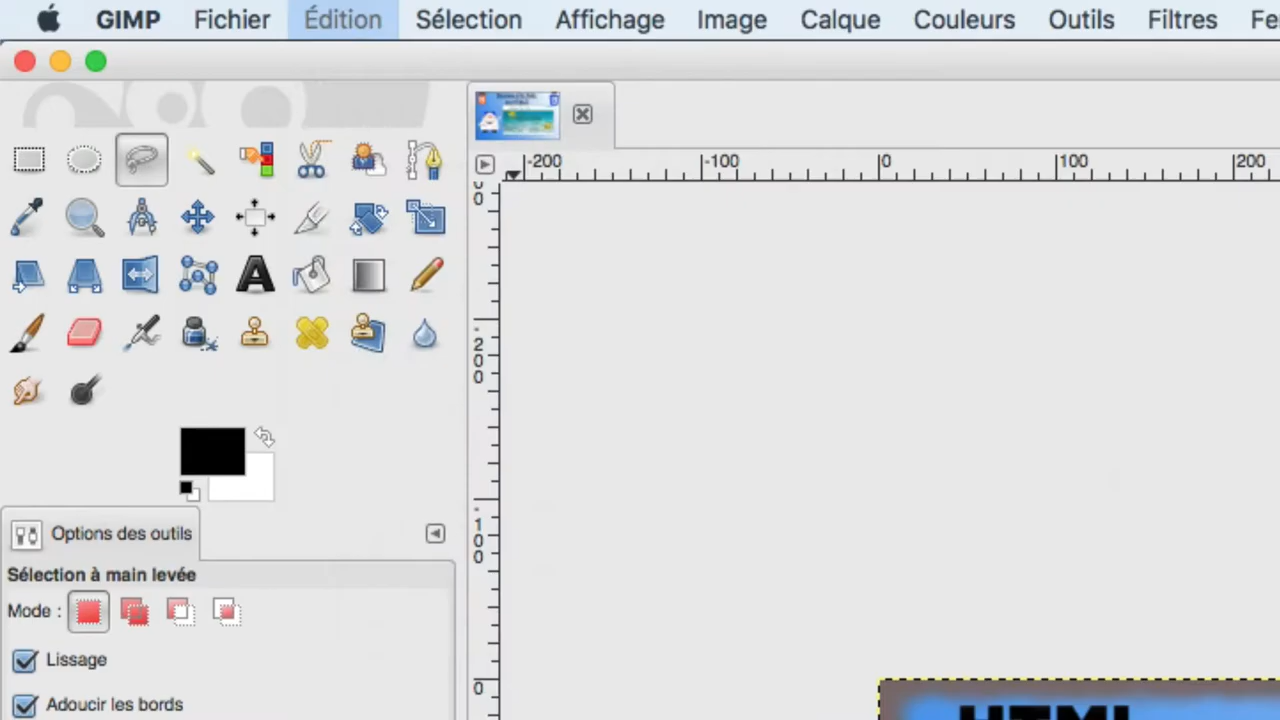 GIMP Fichier Édition Sélection Affichage Image Calque Couleurs Outils Filtres
-200 -100 0 100 200
0
-200
-100
0
Options des outils
Sélection à main levée
Mode :
Lissage
Adoucir les bords
HTML